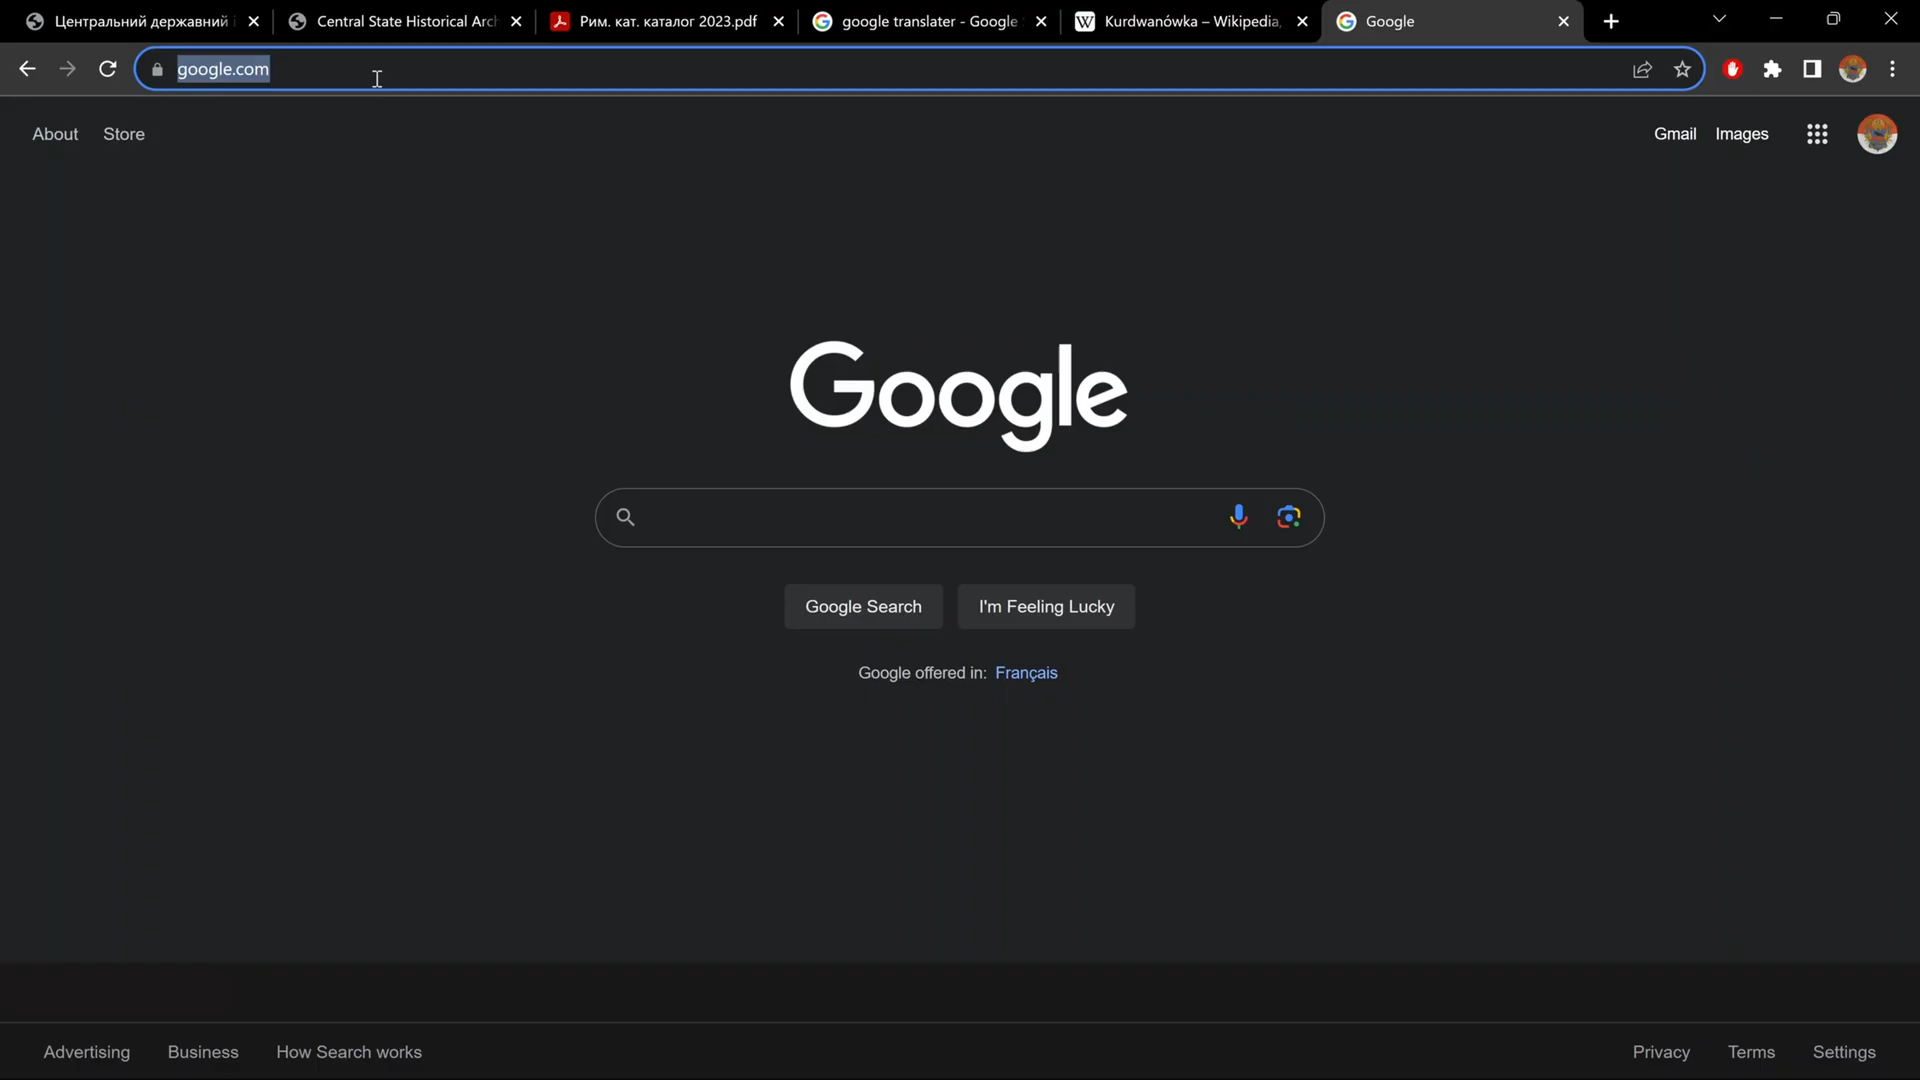 Центральний державний
Central State Historical Arc
Рим. кат. каталог 2023.pdf
google translater - Google
Kurdwanówka – Wikipedia,
Google
google.com
About
Store
Gmail
Images
Google
Google Search
I'm Feeling Lucky
Google offered in: Français
Advertising
Business
How Search works
Privacy
Terms
Settings